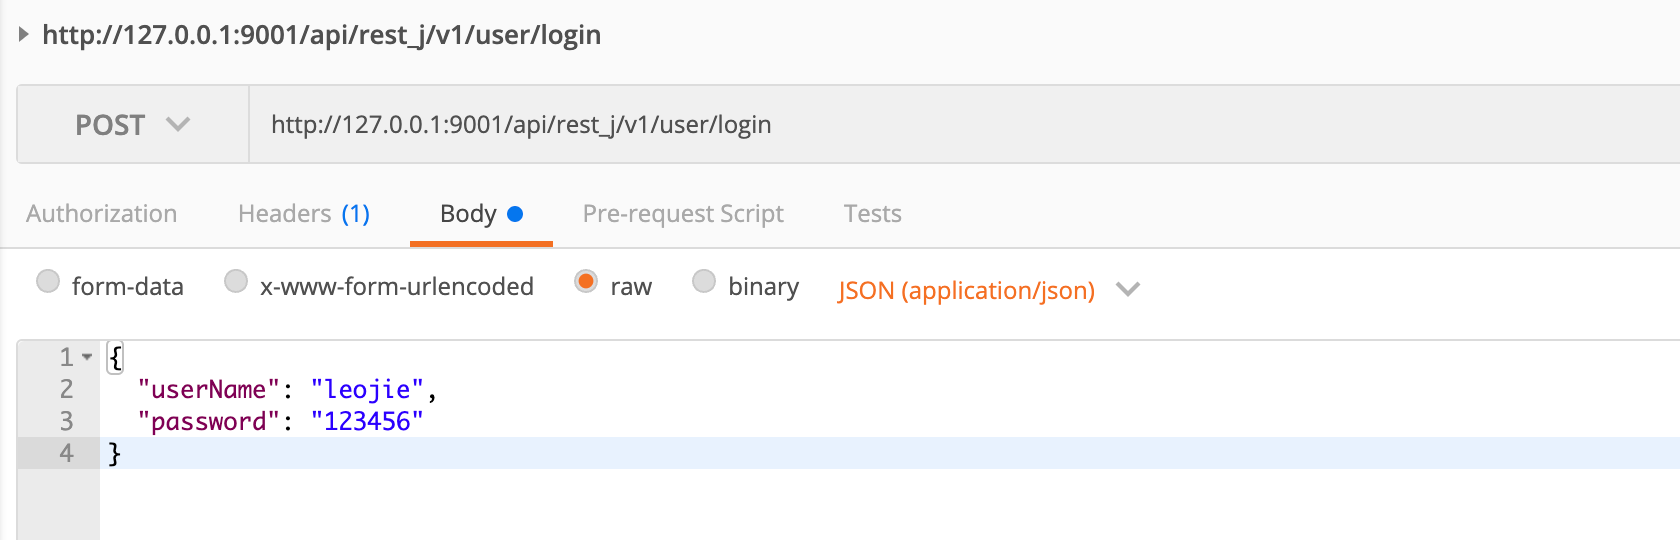 http://127.0.0.1:9001/api/rest_j/v1/user/login
POST http://127.0.0.1:9001/api/rest_j/v1/user/login
Authorization Headers (1) Body Pre-request Script Tests
form-data x-www-form-urlencoded raw binary JSON (application/json)
1 {
2 "userName": "leojie",
3 "password": "123456"
4 }